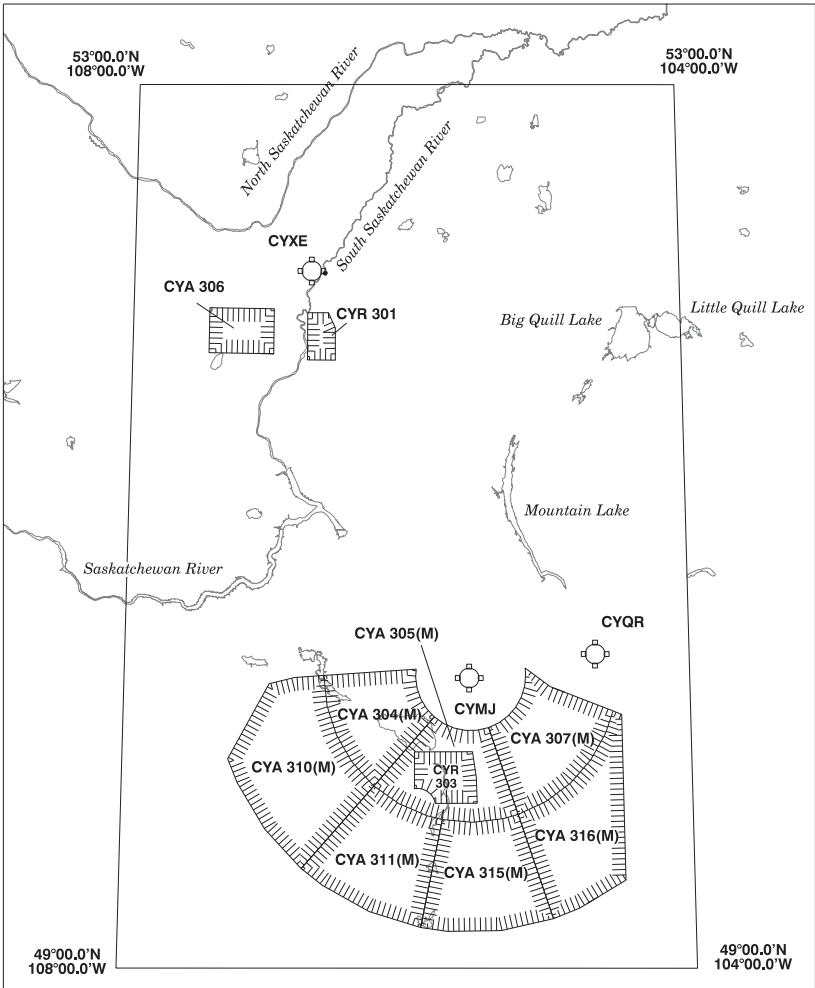 53°00.0'N
108°00.0'W
53°00.0'N
104°00.0'W
North Saskatchewan River
South Saskatchewan River
CYXE
CYA 306
CYR 301
Big Quill Lake
Little Quill Lake
Mountain Lake
Saskatchewan River
CYQR
CYA 305(M)
CYMJ
CYA 304(M)
CYA 307(M)
CYA 310(M)
CYR
303
CYA 316(M)
CYA 311(M)
CYA 315(M)
49°00.0'N
108°00.0'W
49°00.0'N
104°00.0'W